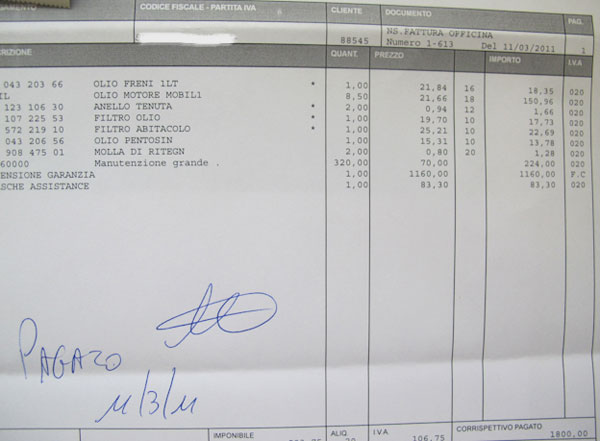 CODICE FISCALE - PARTITA IVA
CLIENTE
DOCUMENTO
PAG.
88545
NS.FATTURA OFFICINA
Numero 1-613 Del 11/03/2011 1
QUANT. PREZZO IMPORTO I.V.A
043 203 66 OLIO FRENI 1LT * 1,00 21,84 16 18,35 020
OLIO MOTORE MOBIL1 8,50 21,66 18 150,96 020
123 106 30 ANELLO TENUTA * 2,00 0,94 12 1,66 020
107 225 53 FILTRO OLIO * 1,00 19,70 10 17,73 020
572 219 10 FILTRO ABITACOLO * 1,00 25,21 10 22,69 020
043 206 56 OLIO PENTOSIN 1,00 15,31 10 13,78 020
908 475 01 MOLLA DI RITEGN 2,00 0,80 20 1,28 020
60000 Manutenzione grande . 320,00 70,00 224,00 020
ENSIONE GARANZIA 1,00 1160,00 1160,00 F.C
SCHE ASSISTANCE 1,00 83,30 83,30 020
PAGATO
11/3/11
IMPONIBILE
ALIQ
I.V.A.
106,75
CORRISPETTIVO PAGATO
1800,00